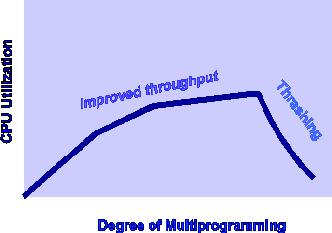 Improved throughput
Thrashing
CPU Utilization
Degree of Multiprogramming